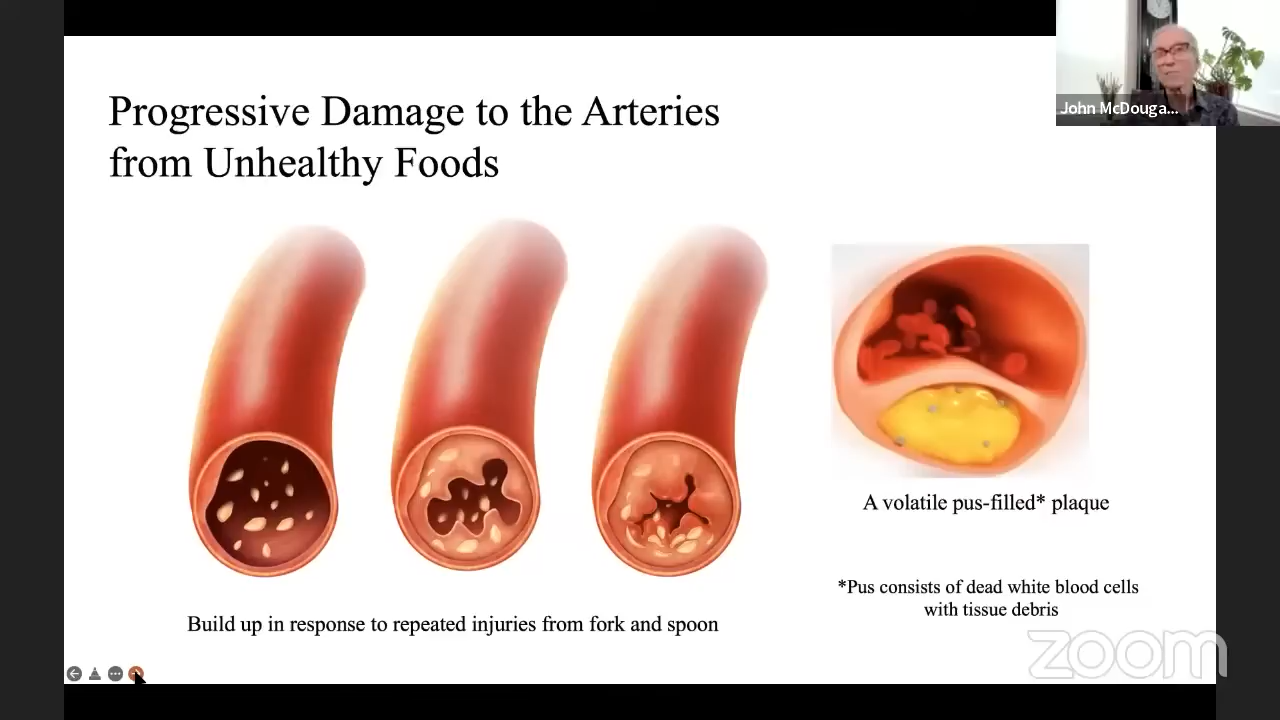 Progressive Damage to the Arteries
from Unhealthy Foods
John McDouga...
A volatile pus-filled* plaque
*Pus consists of dead white blood cells
with tissue debris
Build up in response to repeated injuries from fork and spoon
zoom